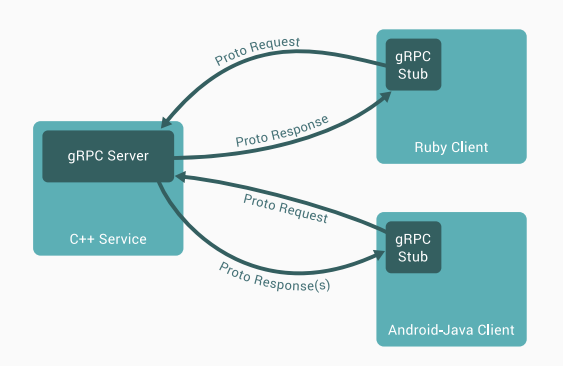 Proto Request
gRPC
Stub
Ruby Client
Proto Response
gRPC Server
C++ Service
Proto Request
gRPC
Stub
Proto Response(s)
Android-Java Client